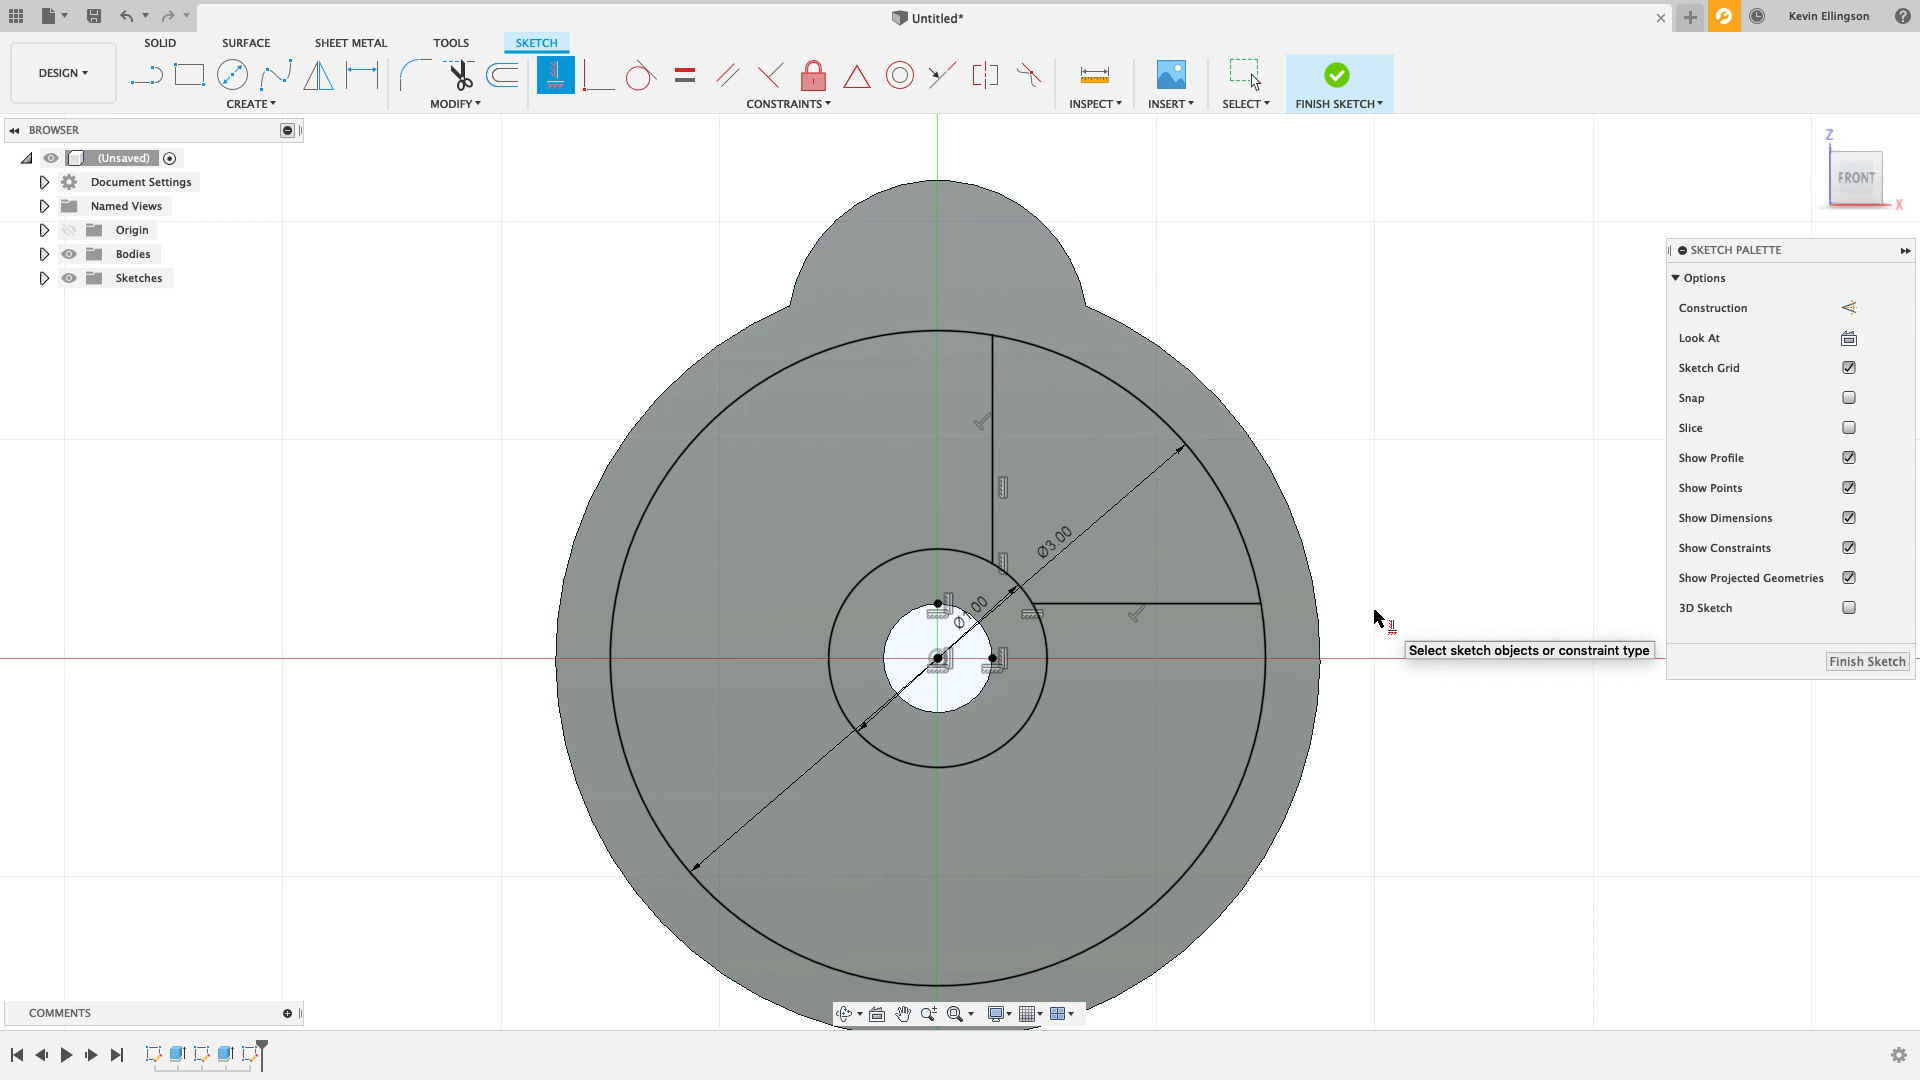 Untitled*
Kevin Ellingson
SOLID
SURFACE
SHEET METAL
TOOLS
SKETCH
DESIGN
CREATE
MODIFY
CONSTRAINTS
INSPECT
INSERT
SELECT
FINISH SKETCH
BROWSER
(Unsaved)
Document Settings
Named Views
Origin
Bodies
Sketches
Z
FRONT
X
SKETCH PALETTE
Options
Construction
Look At
Sketch Grid
Snap
Slice
Show Profile
Show Points
Show Dimensions
Show Constraints
Show Projected Geometries
3D Sketch
Finish Sketch
Ø3.00
Select sketch objects or constraint type
COMMENTS